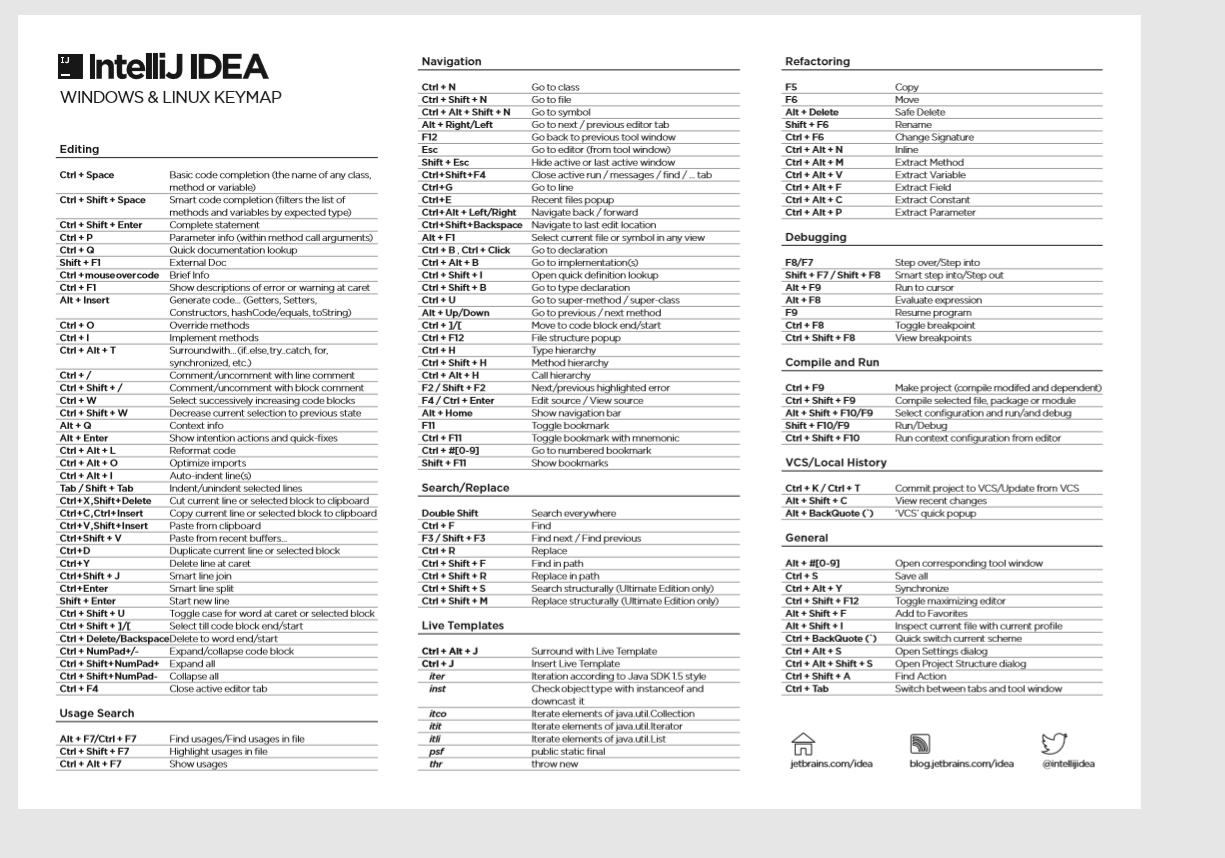 IJ IntelliJ IDEA
WINDOWS & LINUX KEYMAP
Editing
Ctrl + Space Basic code completion (the name of any class,
method or variable)
Ctrl + Shift + Space Smart code completion (filters the list of
methods and variables by expected type)
Ctrl + Shift + Enter Complete statement
Ctrl + P Parameter info (within method call arguments)
Ctrl + Q Quick documentation lookup
Shift + F1 External Doc
Ctrl + mouse over code Brief Info
Ctrl + F1 Show descriptions of error or warning at caret
Alt + Insert Generate code... (Getters, Setters,
Constructors, hashCode/equals, toString)
Ctrl + O Override methods
Ctrl + I Implement methods
Ctrl + Alt + T Surround with... (if..else, try..catch, for,
synchronized, etc.)
Ctrl + / Comment/uncomment with line comment
Ctrl + Shift + / Comment/uncomment with block comment
Ctrl + W Select successively increasing code blocks
Ctrl + Shift + W Decrease current selection to previous state
Alt + Q Context info
Alt + Enter Show intention actions and quick-fixes
Ctrl + Alt + L Reformat code
Ctrl + Alt + O Optimize imports
Ctrl + Alt + I Auto-indent line(s)
Tab / Shift + Tab Indent/unindent selected lines
Ctrl+X,Shift+Delete Cut current line or selected block to clipboard
Ctrl+C,Ctrl+Insert Copy current line or selected block to clipboard
Ctrl+V,Shift+Insert Paste from clipboard
Ctrl+Shift + V Paste from recent buffers...
Ctrl+D Duplicate current line or selected block
Ctrl+Y Delete line at caret
Ctrl+Shift + J Smart line join
Ctrl+Enter Smart line split
Shift + Enter Start new line
Ctrl + Shift + U Toggle case for word at caret or selected block
Ctrl + Shift + ]/[ Select till code block end/start
Ctrl + Delete/Backspace Delete to word end/start
Ctrl + NumPad+/- Expand/collapse code block
Ctrl + Shift+NumPad+ Expand all
Ctrl + Shift+NumPad- Collapse all
Ctrl + F4 Close active editor tab
Usage Search
Alt + F7/Ctrl + F7 Find usages/Find usages in file
Ctrl + Shift + F7 Highlight usages in file
Ctrl + Alt + F7 Show usages
Navigation
Ctrl + N Go to class
Ctrl + Shift + N Go to file
Ctrl + Alt + Shift + N Go to symbol
Alt + Right/Left Go to next / previous editor tab
F12 Go back to previous tool window
Esc Go to editor (from tool window)
Shift + Esc Hide active or last active window
Ctrl+Shift+F4 Close active run / messages / find / ... tab
Ctrl+G Go to line
Ctrl+E Recent files popup
Ctrl+Alt + Left/Right Navigate back / forward
Ctrl+Shift+Backspace Navigate to last edit location
Alt + F1 Select current file or symbol in any view
Ctrl + B , Ctrl + Click Go to declaration
Ctrl + Alt + B Go to implementation(s)
Ctrl + Shift + I Open quick definition lookup
Ctrl + Shift + B Go to type declaration
Ctrl + U Go to super-method / super-class
Alt + Up/Down Go to previous / next method
Ctrl + ]/[ Move to code block end/start
Ctrl + F12 File structure popup
Ctrl + H Type hierarchy
Ctrl + Shift + H Method hierarchy
Ctrl + Alt + H Call hierarchy
F2 / Shift + F2 Next/previous highlighted error
F4 / Ctrl + Enter Edit source / View source
Alt + Home Show navigation bar
F11 Toggle bookmark
Ctrl + F11 Toggle bookmark with mnemonic
Ctrl + #[0-9] Go to numbered bookmark
Shift + F11 Show bookmarks
Search/Replace
Double Shift Search everywhere
Ctrl + F Find
F3 / Shift + F3 Find next / Find previous
Ctrl + R Replace
Ctrl + Shift + F Find in path
Ctrl + Shift + R Replace in path
Ctrl + Shift + S Search structurally (Ultimate Edition only)
Ctrl + Shift + M Replace structurally (Ultimate Edition only)
Live Templates
Ctrl + Alt + J Surround with Live Template
Ctrl + J Insert Live Template
iter Iteration according to Java SDK 1.5 style
inst Check object type with instanceof and
downcast it
itco Iterate elements of java.util.Collection
itit Iterate elements of java.util.Iterator
itli Iterate elements of java.util.List
psf public static final
thr throw new
Refactoring
F5 Copy
F6 Move
Alt + Delete Safe Delete
Shift + F6 Rename
Ctrl + F6 Change Signature
Ctrl + Alt + N Inline
Ctrl + Alt + M Extract Method
Ctrl + Alt + V Extract Variable
Ctrl + Alt + F Extract Field
Ctrl + Alt + C Extract Constant
Ctrl + Alt + P Extract Parameter
Debugging
F8/F7 Step over/Step into
Shift + F7 / Shift + F8 Smart step into/Step out
Alt + F9 Run to cursor
Alt + F8 Evaluate expression
F9 Resume program
Ctrl + F8 Toggle breakpoint
Ctrl + Shift + F8 View breakpoints
Compile and Run
Ctrl + F9 Make project (compile modifed and dependent)
Ctrl + Shift + F9 Compile selected file, package or module
Alt + Shift + F10/F9 Select configuration and run/and debug
Shift + F10/F9 Run/Debug
Ctrl + Shift + F10 Run context configuration from editor
VCS/Local History
Ctrl + K / Ctrl + T Commit project to VCS/Update from VCS
Alt + Shift + C View recent changes
Alt + BackQuote (`) ‘VCS’ quick popup
General
Alt + #[0-9] Open corresponding tool window
Ctrl + S Save all
Ctrl + Alt + Y Synchronize
Ctrl + Shift + F12 Toggle maximizing editor
Alt + Shift + F Add to Favorites
Alt + Shift + I Inspect current file with current profile
Ctrl + BackQuote (`) Quick switch current scheme
Ctrl + Alt + S Open Settings dialog
Ctrl + Alt + Shift + S Open Project Structure dialog
Ctrl + Shift + A Find Action
Ctrl + Tab Switch between tabs and tool window
jetbrains.com/idea blog.jetbrains.com/idea @intellijidea